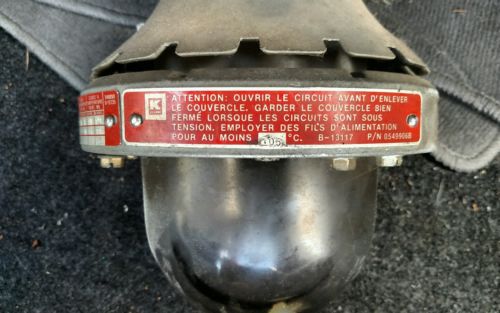 K
ATTENTION: OUVRIR LE CIRCUIT AVANT D'ENLEVER
LE COUVERCLE. GARDER LE COUVERCLE BIEN
FERMÉ LORSQUE LES CIRCUITS SONT SOUS
TENSION. EMPLOYER DES FILS D'ALIMENTATION
POUR AU MOINS °C. B-13117 P/N 0549906B